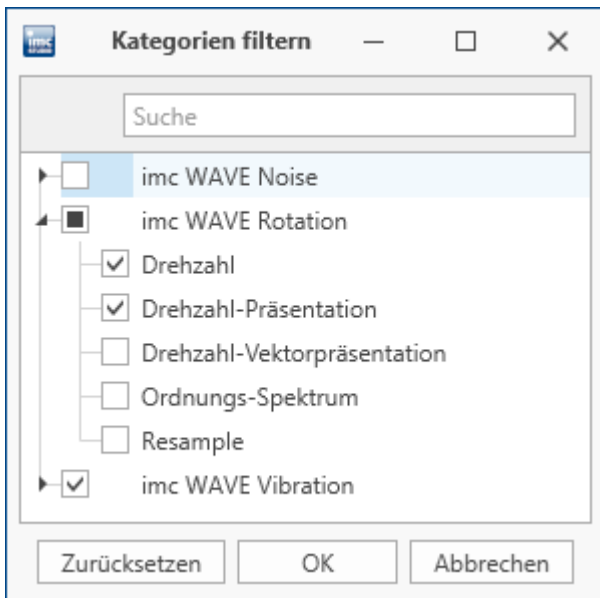 imc
Kategorien filtern
Suche
imc WAVE Noise
imc WAVE Rotation
Drehzahl
Drehzahl-Präsentation
Drehzahl-Vektorpräsentation
Ordnungs-Spektrum
Resample
imc WAVE Vibration
Zurücksetzen OK Abbrechen